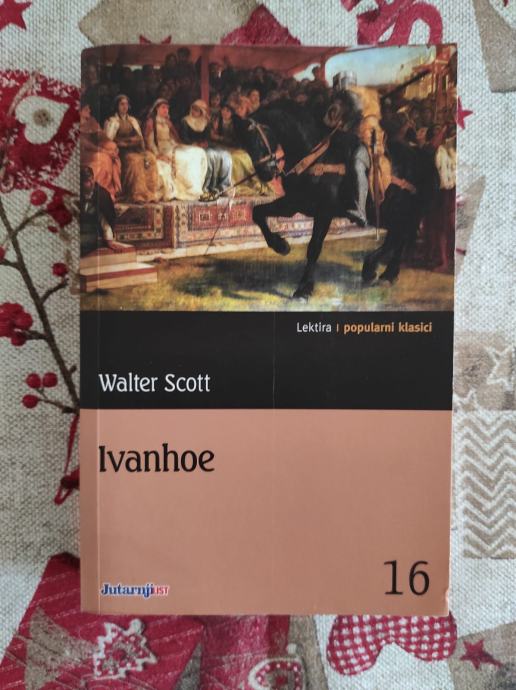 Lektira | popularni klasici
Walter Scott
Ivanhoe
Jutarnji LIST
16